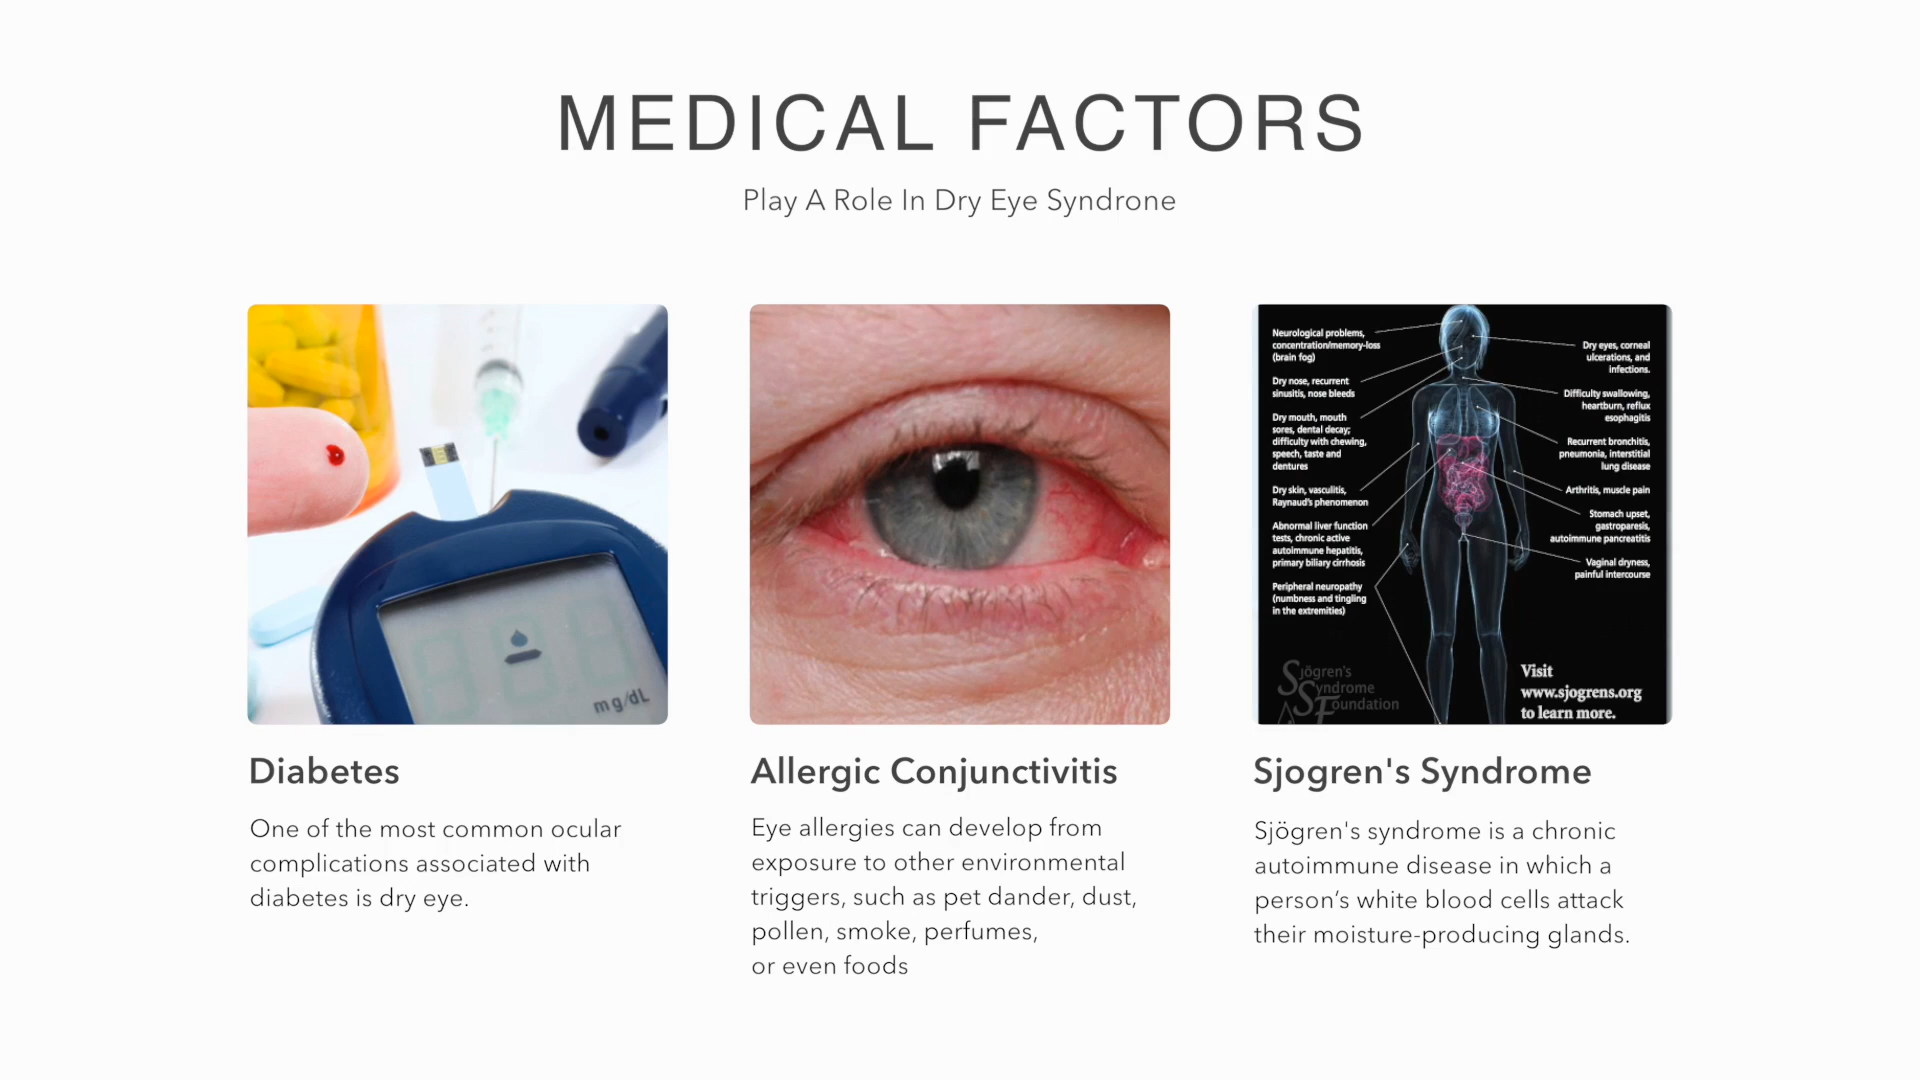 MEDICAL FACTORS
Play A Role In Dry Eye Syndrone
mg/dL
Neurological problems,
concentration/memory-loss
(brain fog)
Dry nose, recurrent
sinusitis, nose bleeds
Dry mouth, mouth
sores, dental decay;
difficulty with chewing,
speech, taste and
dentures
Dry skin, vasculitis,
Raynaud's phenomenon
Abnormal liver function
tests, chronic active
autoimmune hepatitis,
primary biliary cirrhosis
Peripheral neuropathy
(numbness and tingling
in the extremities)
Dry eyes, corneal
ulcerations, and
infections.
Difficulty swallowing,
heartburn, reflux
esophagitis
Recurrent bronchitis,
pneumonia, interstitial
lung disease
Arthritis, muscle pain
Stomach upset,
gastroparesis,
autoimmune pancreatitis
Vaginal dryness,
painful intercourse
Sjögren's
Syndrome
Foundation
Visit
www.sjogrens.org
to learn more.
Diabetes
One of the most common ocular
complications associated with
diabetes is dry eye.
Allergic Conjunctivitis
Eye allergies can develop from
exposure to other environmental
triggers, such as pet dander, dust,
pollen, smoke, perfumes,
or even foods
Sjogren's Syndrome
Sjögren's syndrome is a chronic
autoimmune disease in which a
person’s white blood cells attack
their moisture-producing glands.